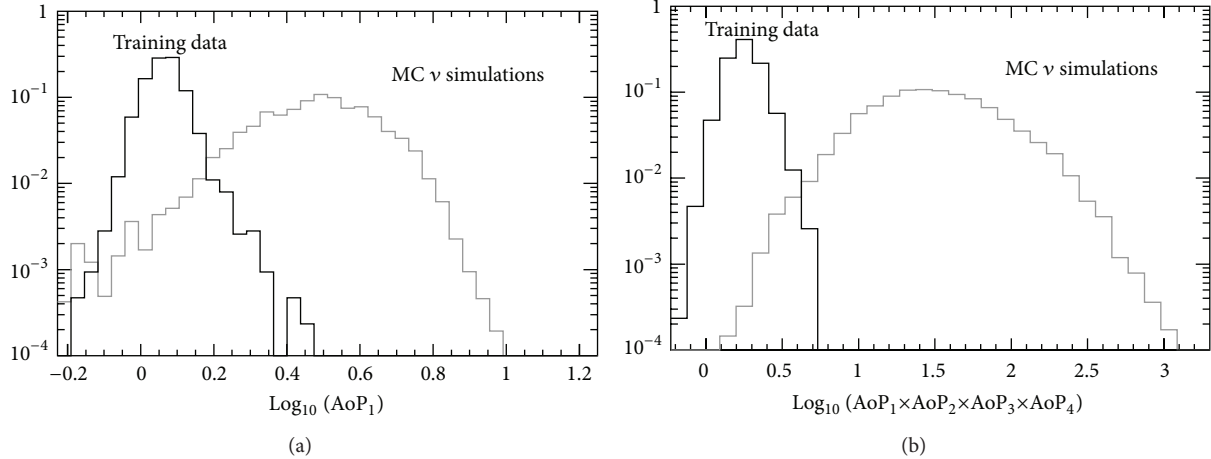 1
Training data
MC ν simulations
10⁻¹
10⁻²
10⁻³
10⁻⁴
−0.2 0 0.2 0.4 0.6 0.8 1 1.2
Log₁₀ (AoP₁)
(a)
1
Training data
MC ν simulations
10⁻¹
10⁻²
10⁻³
10⁻⁴
0 0.5 1 1.5 2 2.5 3
Log₁₀ (AoP₁×AoP₂×AoP₃×AoP₄)
(b)